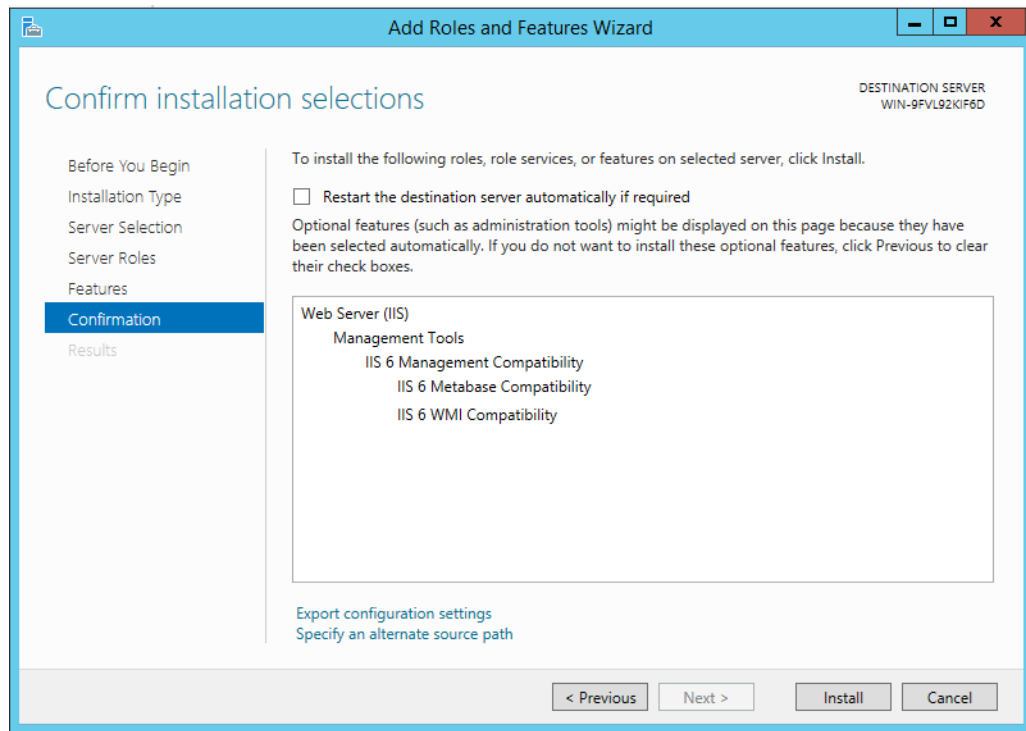 Add Roles and Features Wizard
Confirm installation selections
DESTINATION SERVER
WIN-9FVL92KIF6D
Before You Begin
Installation Type
Server Selection
Server Roles
Features
Confirmation
Results
To install the following roles, role services, or features on selected server, click Install.
Restart the destination server automatically if required
Optional features (such as administration tools) might be displayed on this page because they have
been selected automatically. If you do not want to install these optional features, click Previous to clear
their check boxes.
Web Server (IIS)
Management Tools
IIS 6 Management Compatibility
IIS 6 Metabase Compatibility
IIS 6 WMI Compatibility
Export configuration settings
Specify an alternate source path
< Previous
Next >
Install
Cancel